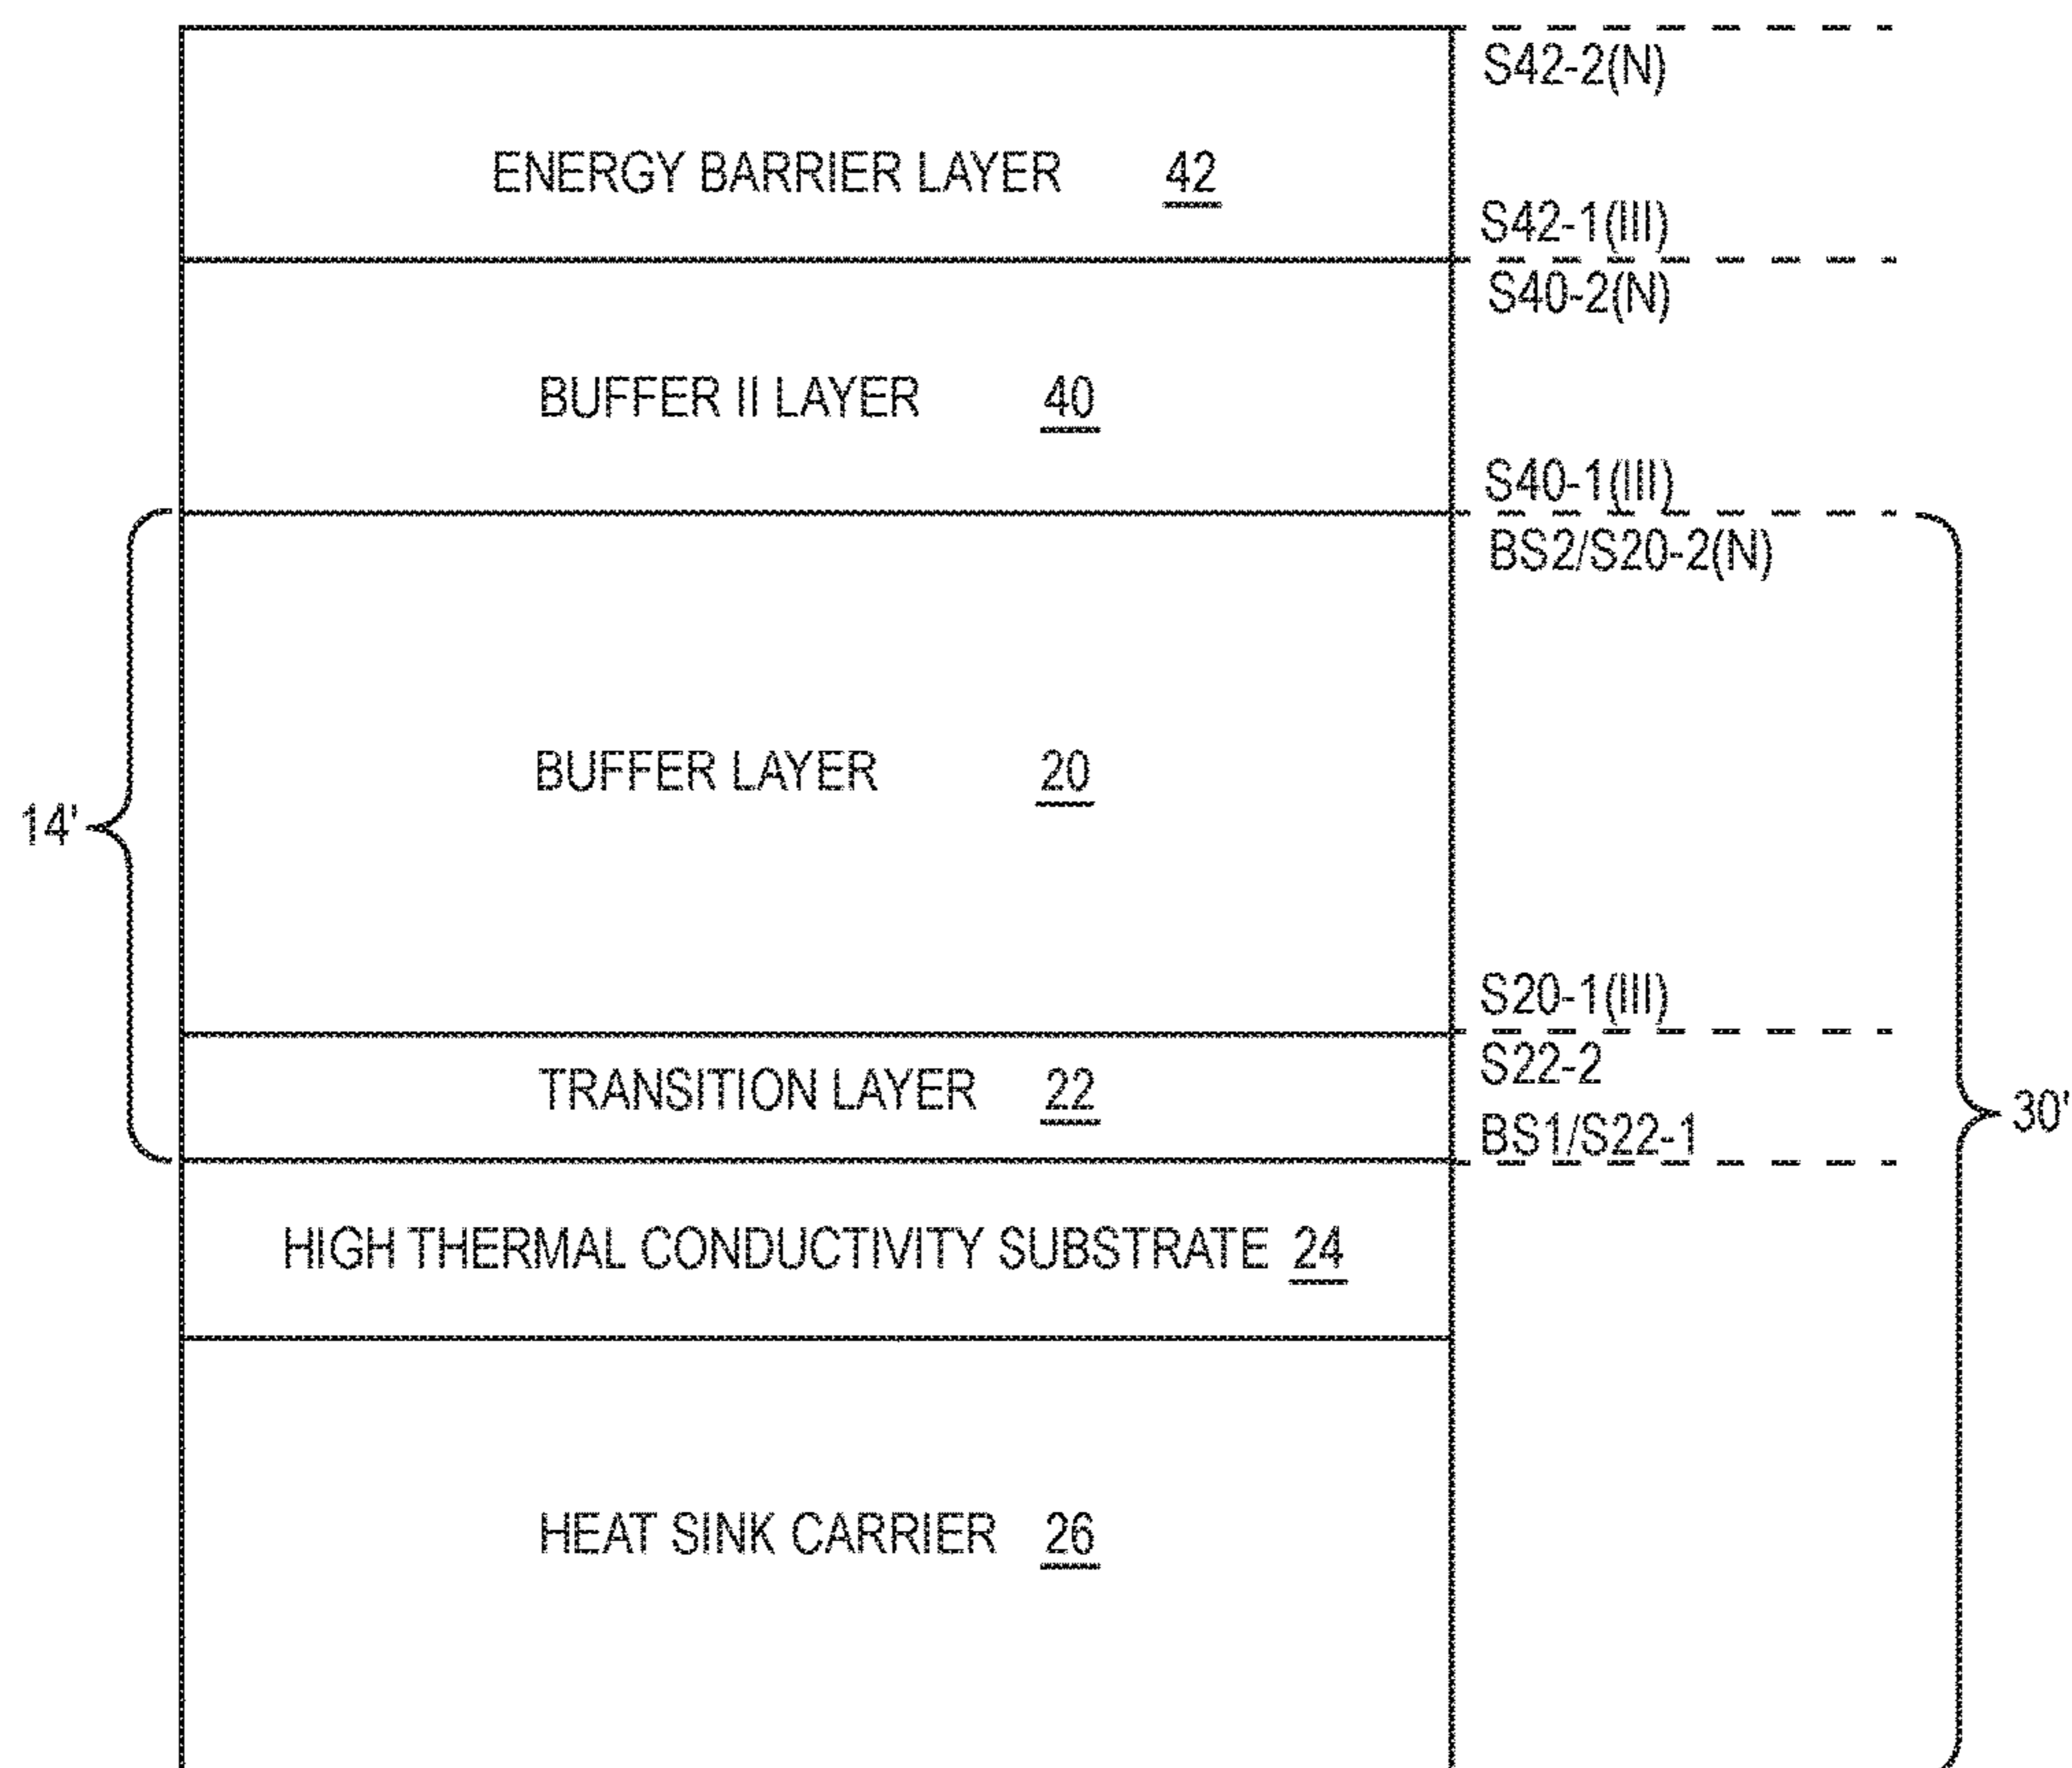 S42-2(N)
ENERGY BARRIER LAYER 42
S42-1(III)
S40-2(N)
BUFFER II LAYER 40
S40-1(III)
BS2/S20-2(N)
BUFFER LAYER 20
14'
S20-1(III)
S22-2
TRANSITION LAYER 22
BS1/S22-1
30'
HIGH THERMAL CONDUCTIVITY SUBSTRATE 24
HEAT SINK CARRIER 26